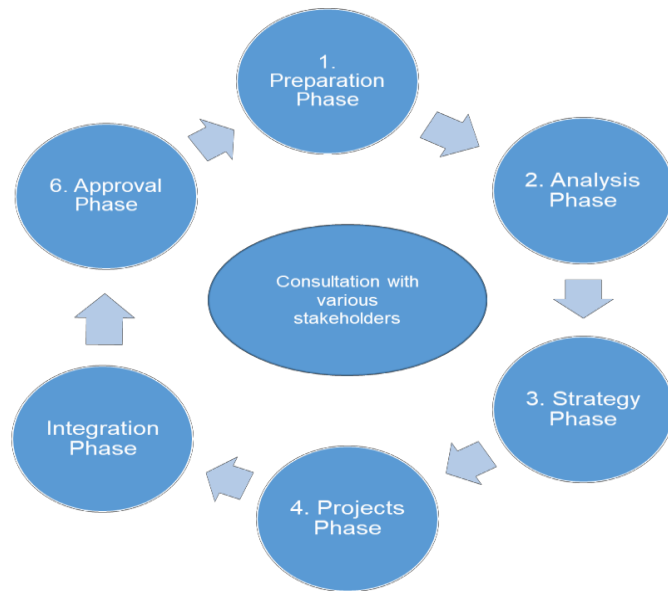 1.
Preparation
Phase
2. Analysis
Phase
3. Strategy
Phase
4. Projects
Phase
Integration
Phase
6. Approval
Phase
Consultation with
various
stakeholders